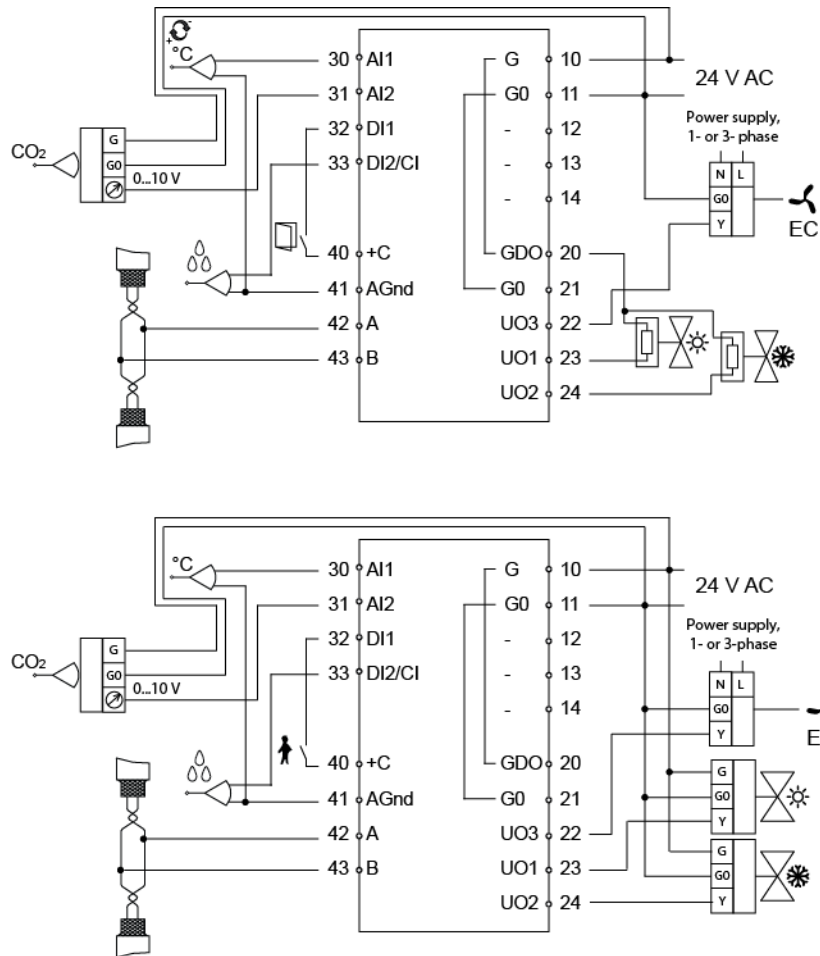 °C
30 AI1 G 10
24 V AC
31 AI2 G0 11
Power supply,
1- or 3- phase
32 DI1 - 12
CO2
G
G0
0...10 V
33 DI2/CI - 13
N L
G0
Y
EC
- 14
40 +C GDO 20
41 AGnd G0 21
42 A UO3 22
43 B UO1 23
UO2 24
°C
30 AI1 G 10
24 V AC
31 AI2 G0 11
Power supply,
1- or 3-phase
32 DI1 - 12
CO2
G
G0
0...10 V
33 DI2/CI - 13
N L
G0
Y
E
- 14
40 +C GDO 20
G
G0
Y
41 AGnd G0 21
42 A UO3 22
43 B UO1 23
G
G0
Y
UO2 24